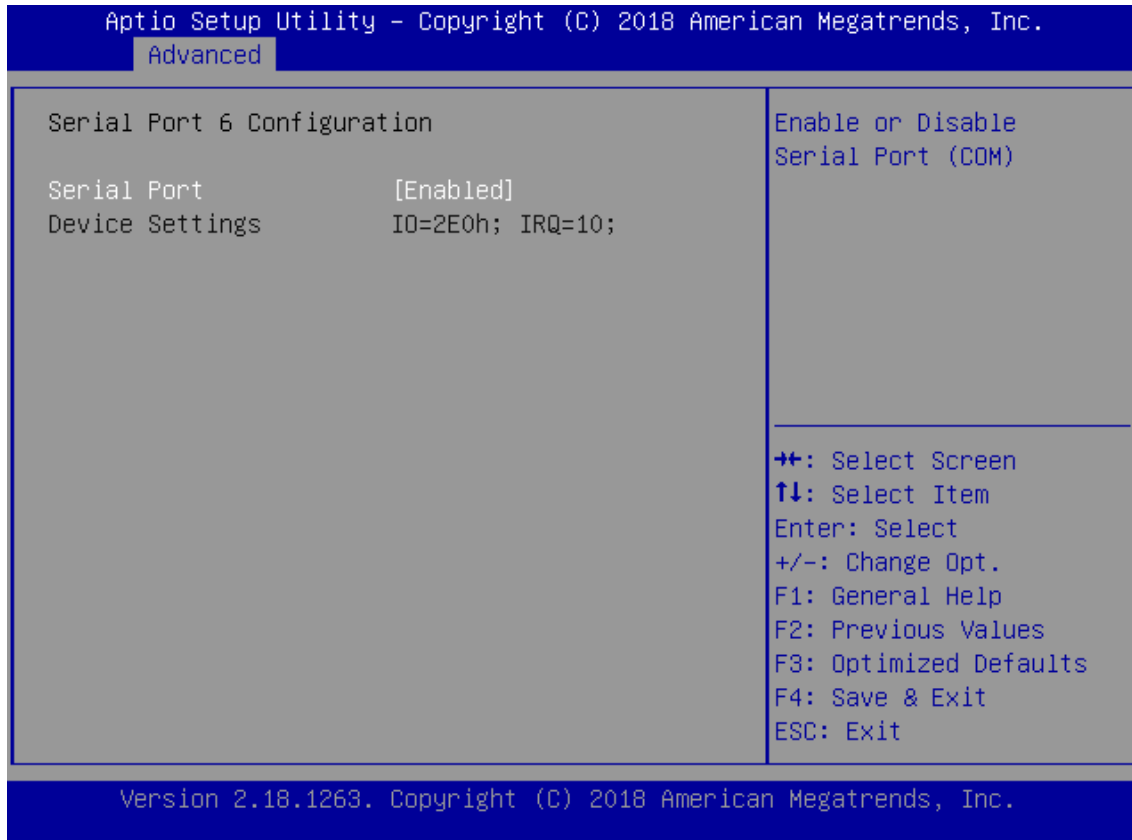 Aptio Setup Utility – Copyright (C) 2018 American Megatrends, Inc.
Advanced
Serial Port 6 Configuration
Serial Port [Enabled]
Device Settings IO=2E0h; IRQ=10;
Enable or Disable
Serial Port (COM)
→←: Select Screen
↑↓: Select Item
Enter: Select
+/-: Change Opt.
F1: General Help
F2: Previous Values
F3: Optimized Defaults
F4: Save & Exit
ESC: Exit
Version 2.18.1263. Copyright (C) 2018 American Megatrends, Inc.